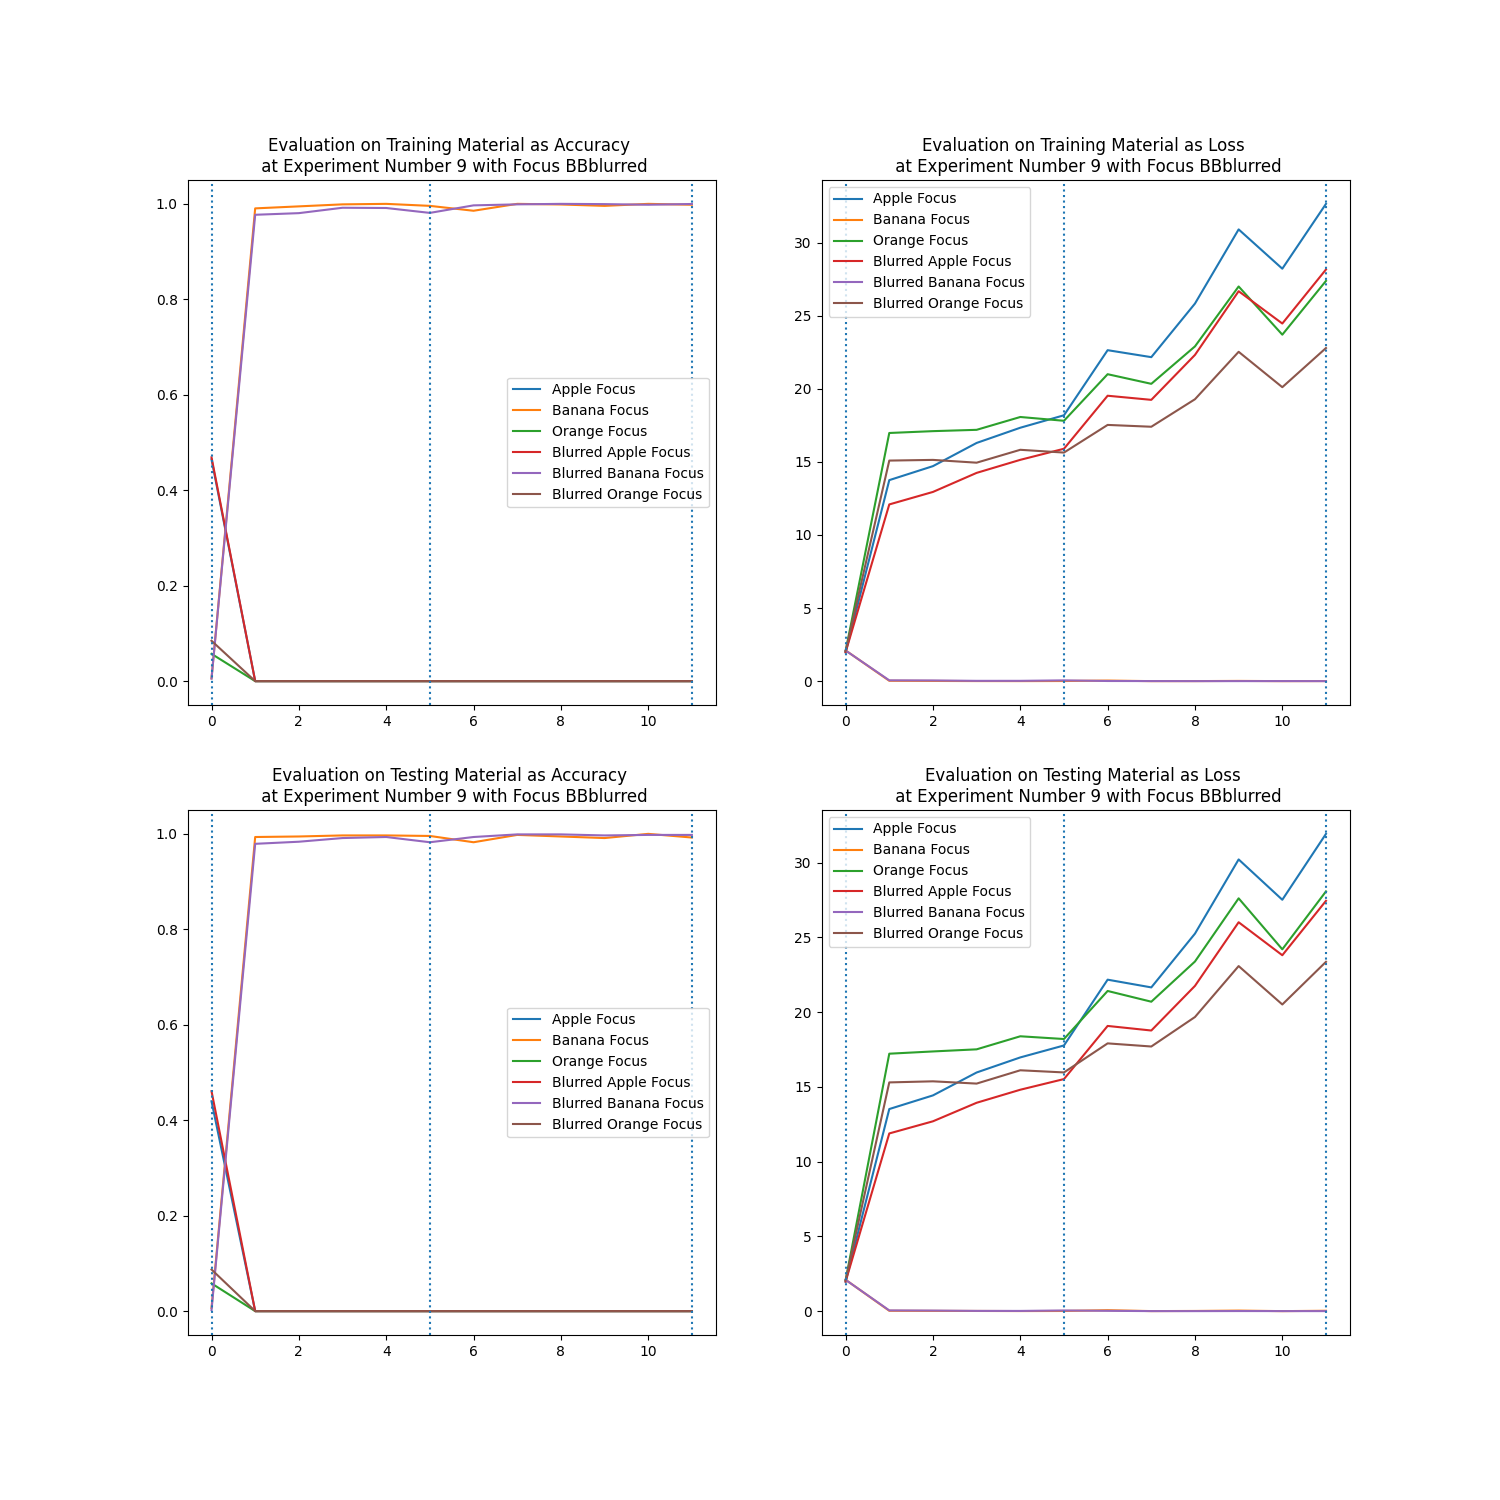 Evaluation on Training Material as Accuracy
at Experiment Number 9 with Focus BBblurred
1.0
0.8
0.6
0.4
0.2
0.0
Apple Focus
Banana Focus
Orange Focus
Blurred Apple Focus
Blurred Banana Focus
Blurred Orange Focus
0 2 4 6 8 10
Evaluation on Training Material as Loss
at Experiment Number 9 with Focus BBblurred
Apple Focus
Banana Focus
Orange Focus
Blurred Apple Focus
Blurred Banana Focus
Blurred Orange Focus
30
25
20
15
10
5
0
0 2 4 6 8 10
Evaluation on Testing Material as Accuracy
at Experiment Number 9 with Focus BBblurred
1.0
0.8
0.6
0.4
0.2
0.0
Apple Focus
Banana Focus
Orange Focus
Blurred Apple Focus
Blurred Banana Focus
Blurred Orange Focus
0 2 4 6 8 10
Evaluation on Testing Material as Loss
at Experiment Number 9 with Focus BBblurred
Apple Focus
Banana Focus
Orange Focus
Blurred Apple Focus
Blurred Banana Focus
Blurred Orange Focus
30
25
20
15
10
5
0
0 2 4 6 8 10